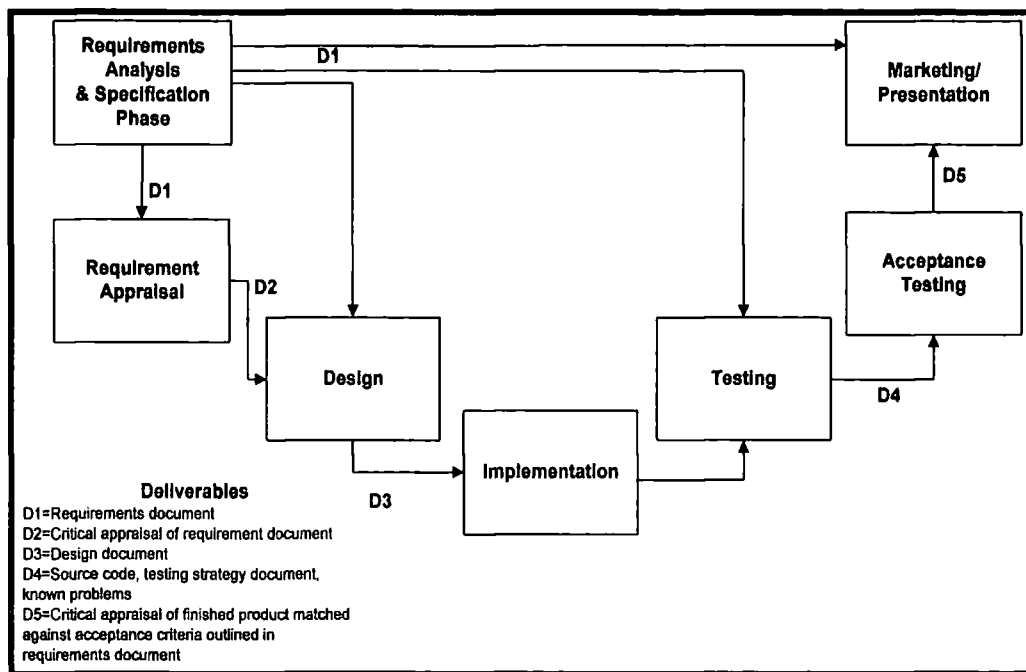 Requirements
Analysis
& Specification
Phase
D1
Marketing/
Presentation
D1
D5
Requirement
Appraisal
D2
Acceptance
Testing
Design
Testing
D4
Implementation
D3
Deliverables
D1=Requirements document
D2=Critical appraisal of requirement document
D3=Design document
D4=Source code, testing strategy document,
known problems
D5=Critical appraisal of finished product matched
against acceptance criteria outlined in
requirements document